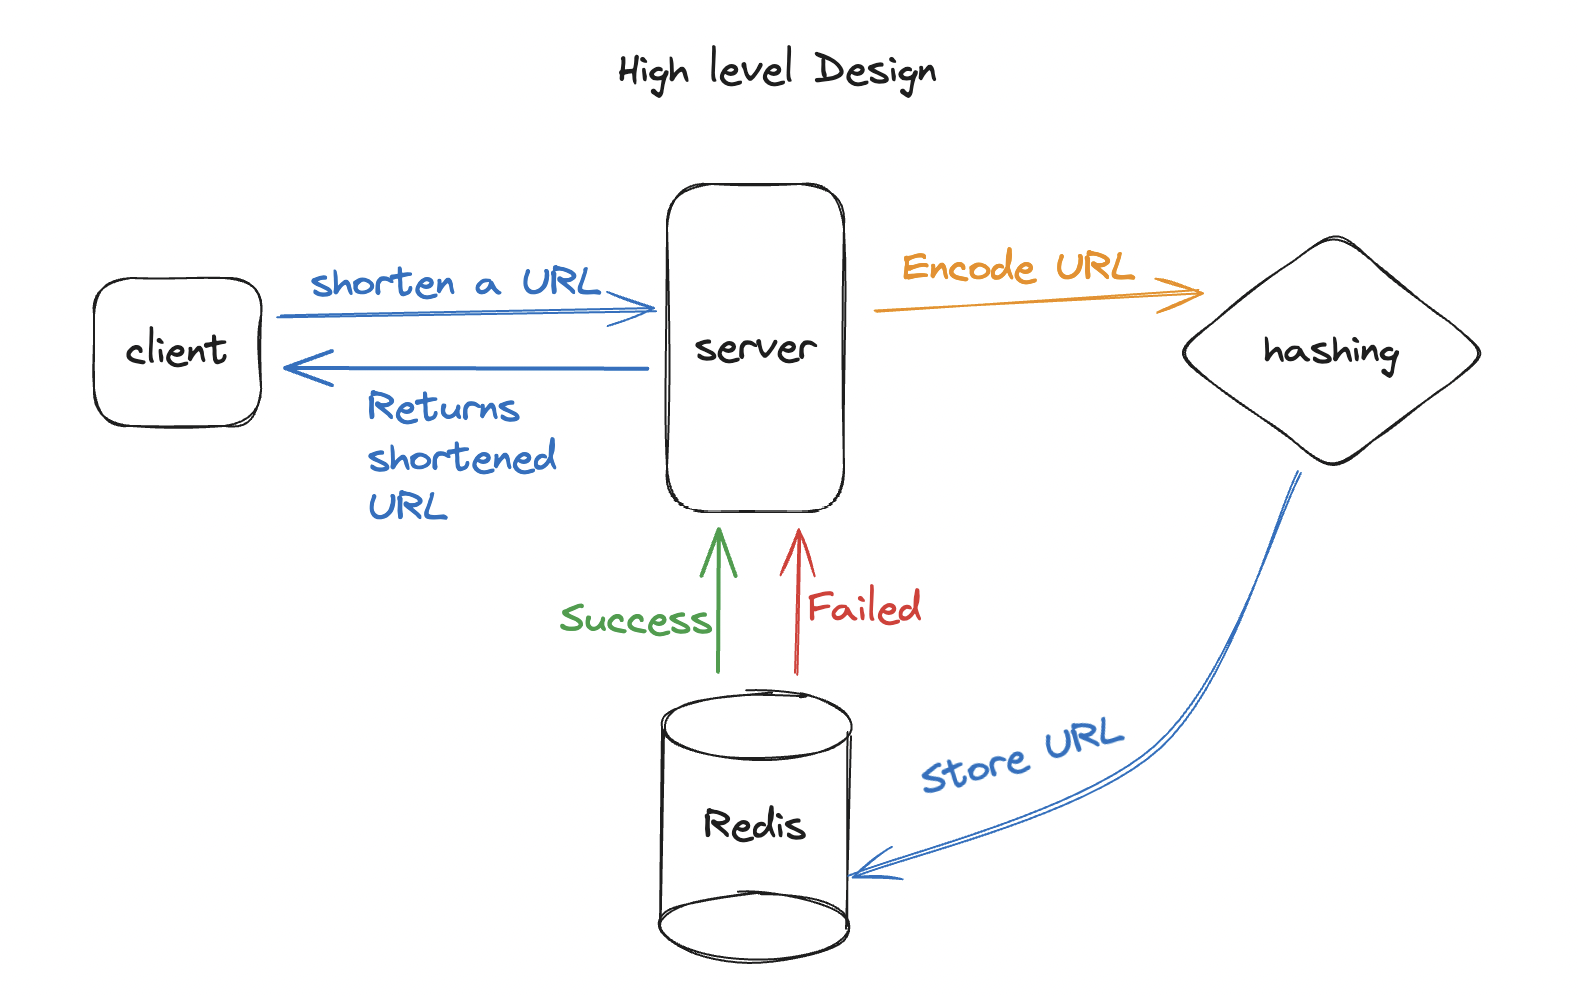 High level Design
shorten a URL
Encode URL
client
server
hashing
Returns
shortened
URL
Success
Failed
Store URL
Redis